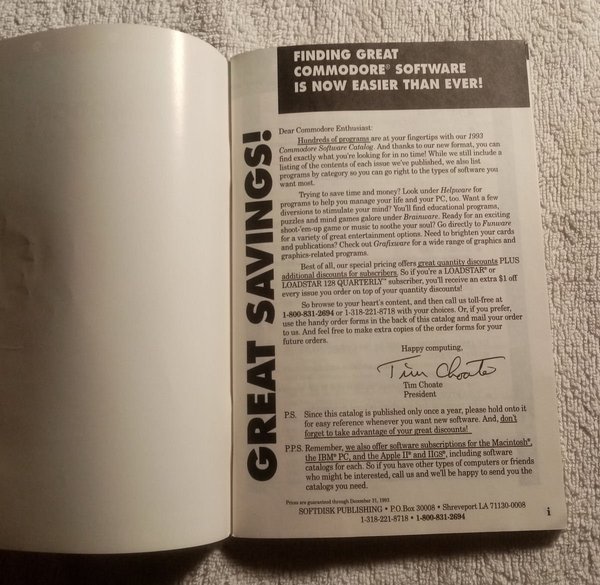 FINDING GREAT
COMMODORE® SOFTWARE
IS NOW EASIER THAN EVER!
GREAT SAVINGS!
Dear Commodore Enthusiast:
Hundreds of programs are at your fingertips with our 1993
Commodore Software Catalog. And thanks to our new format, you can
find exactly what you're looking for in no time! While we still include a
listing of the contents of each issue we've published, we also list
programs by category so you can go right to the types of software you
want most.
Trying to save time and money? Look under Helpware for
programs to help you manage your life and your PC, too. Want a few
diversions to stimulate your mind? You'll find educational programs,
puzzles and mind games galore under Brainware. Ready for an exciting
shoot-'em-up game or music to soothe your soul? Go directly to Funware
for a variety of great entertainment options. Need to brighten your cards
and publications? Check out Grafixware for a wide range of graphics and
graphics-related programs.
Best of all, our special pricing offers great quantity discounts PLUS
additional discounts for subscribers. So if you're a LOADSTAR® or
LOADSTAR 128 QUARTERLY™ subscriber, you'll receive an extra $1 off
every issue you order on top of your quantity discounts!
So browse to your heart's content, and then call us toll-free at
1-800-831-2694 or 1-318-221-8718 with your choices. Or, if you prefer,
use the handy order forms in the back of this catalog and mail your order
to us. And feel free to make extra copies of the order forms for your
future orders.
Happy computing,
Tim Choate
Tim Choate
President
P.S. Since this catalog is published only once a year, please hold onto it
for easy reference whenever you want new software. And, don't
forget to take advantage of your great discounts!
P.P.S. Remember, we also offer software subscriptions for the Macintosh®,
the IBM® PC, and the Apple II® and IIGS®, including software
catalogs for each. So if you have other types of computers or friends
who might be interested, call us and we'll be happy to send you the
catalogs you need.
Prices are guaranteed through December 31, 1993.
SOFTDISK PUBLISHING • P.O.Box 30008 • Shreveport LA 71130-0008
1-318-221-8718 • 1-800-831-2694
i